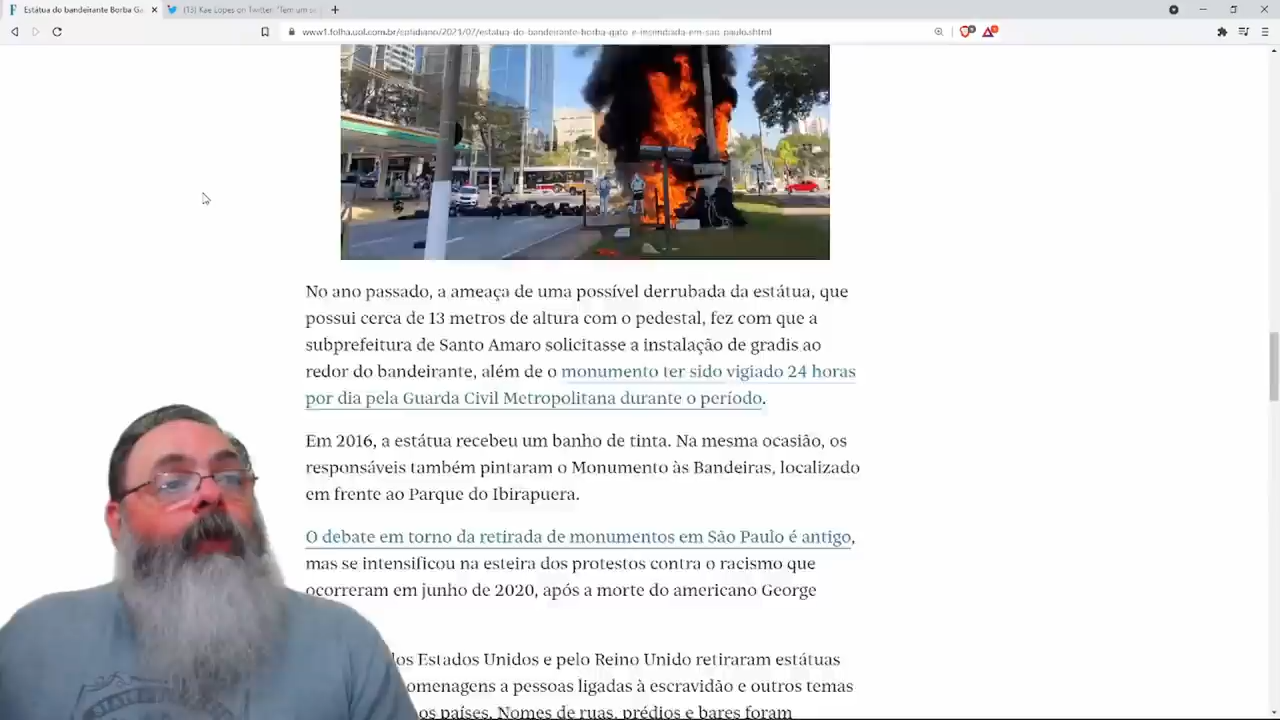 Estátua do bandeirante Borba Ga
(13) Kae Lopes on Twitter: "Tem um
www1.folha.uol.com.br/cotidiano/2021/07/estatua-do-bandeirante-borba-gato-e-incendiada-em-sao-paulo.shtml
No ano passado, a ameaça de uma possível derrubada da estátua, que
possui cerca de 13 metros de altura com o pedestal, fez com que a
subprefeitura de Santo Amaro solicitasse a instalação de gradis ao
redor do bandeirante, além de o monumento ter sido vigiado 24 horas
por dia pela Guarda Civil Metropolitana durante o período.
Em 2016, a estátua recebeu um banho de tinta. Na mesma ocasião, os
responsáveis também pintaram o Monumento às Bandeiras, localizado
em frente ao Parque do Ibirapuera.
O debate em torno da retirada de monumentos em São Paulo é antigo,
mas se intensificou na esteira dos protestos contra o racismo que
ocorreram em junho de 2020, após a morte do americano George
los Estados Unidos e pelo Reino Unido retiraram estátuas
omenagens a pessoas ligadas à escravidão e outros temas
os países. Nomes de ruas, prédios e bares foram